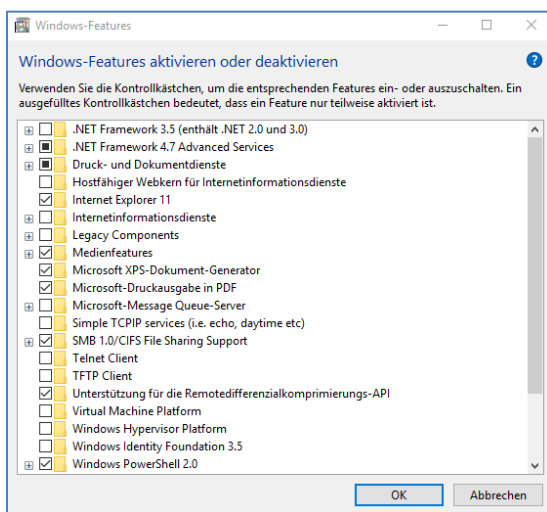 Windows-Features
Windows-Features aktivieren oder deaktivieren
Verwenden Sie die Kontrollkästchen, um die entsprechenden Features ein- oder auszuschalten. Ein
ausgefülltes Kontrollkästchen bedeutet, dass ein Feature nur teilweise aktiviert ist.
.NET Framework 3.5 (enthält .NET 2.0 und 3.0)
.NET Framework 4.7 Advanced Services
Druck- und Dokumentdienste
Hostfähiger Webkern für Internetinformationsdienste
Internet Explorer 11
Internetinformationsdienste
Legacy Components
Medienfeatures
Microsoft XPS-Dokument-Generator
Microsoft-Druckausgabe in PDF
Microsoft-Message Queue-Server
Simple TCPIP services (i.e. echo, daytime etc)
SMB 1.0/CIFS File Sharing Support
Telnet Client
TFTP Client
Unterstützung für die Remotedifferenzialkomprimierungs-API
Virtual Machine Platform
Windows Hypervisor Platform
Windows Identity Foundation 3.5
Windows PowerShell 2.0
OK Abbrechen